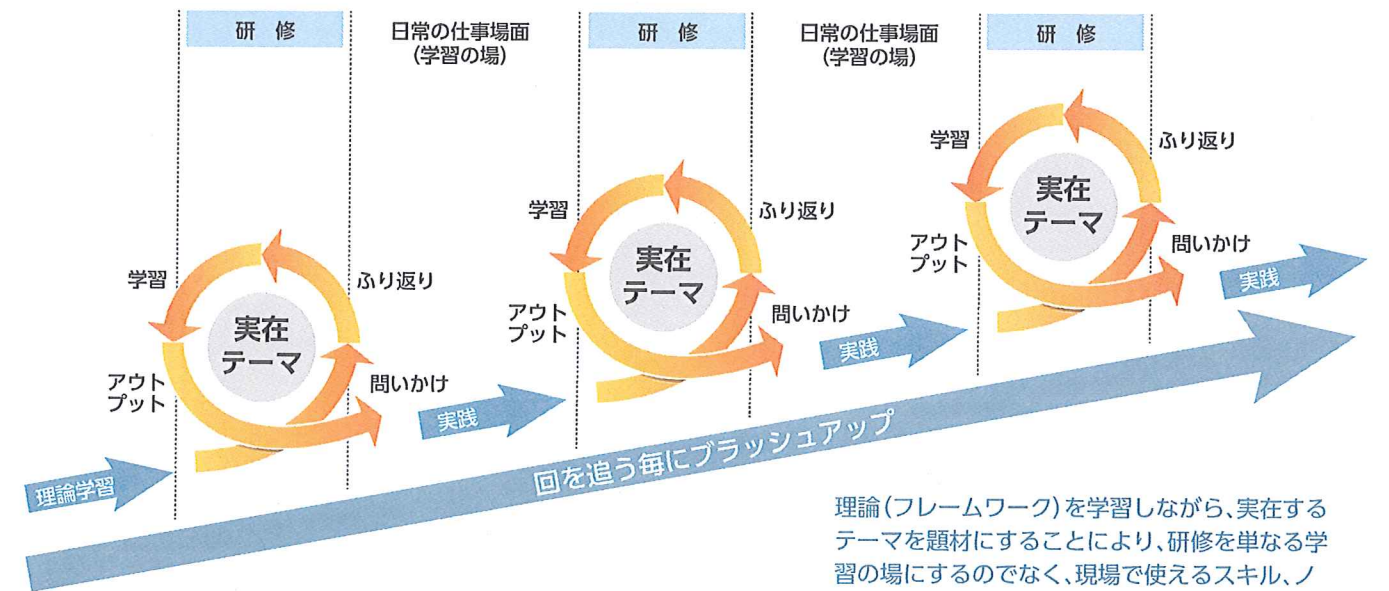 研修
日常の仕事場面
(学習の場)
研修
日常の仕事場面
(学習の場)
研修
学習
ふり返り
実在
テーマ
アウト
プット
問いかけ
学習
ふり返り
実在
テーマ
アウト
プット
問いかけ
学習
ふり返り
実在
テーマ
アウト
プット
問いかけ
理論学習
実践
実践
実践
回を追う毎にブラッシュアップ
理論(フレームワーク)を学習しながら、実在する
テーマを題材にすることにより、研修を単なる学
習の場にするのでなく、現場で使えるスキル、ノ